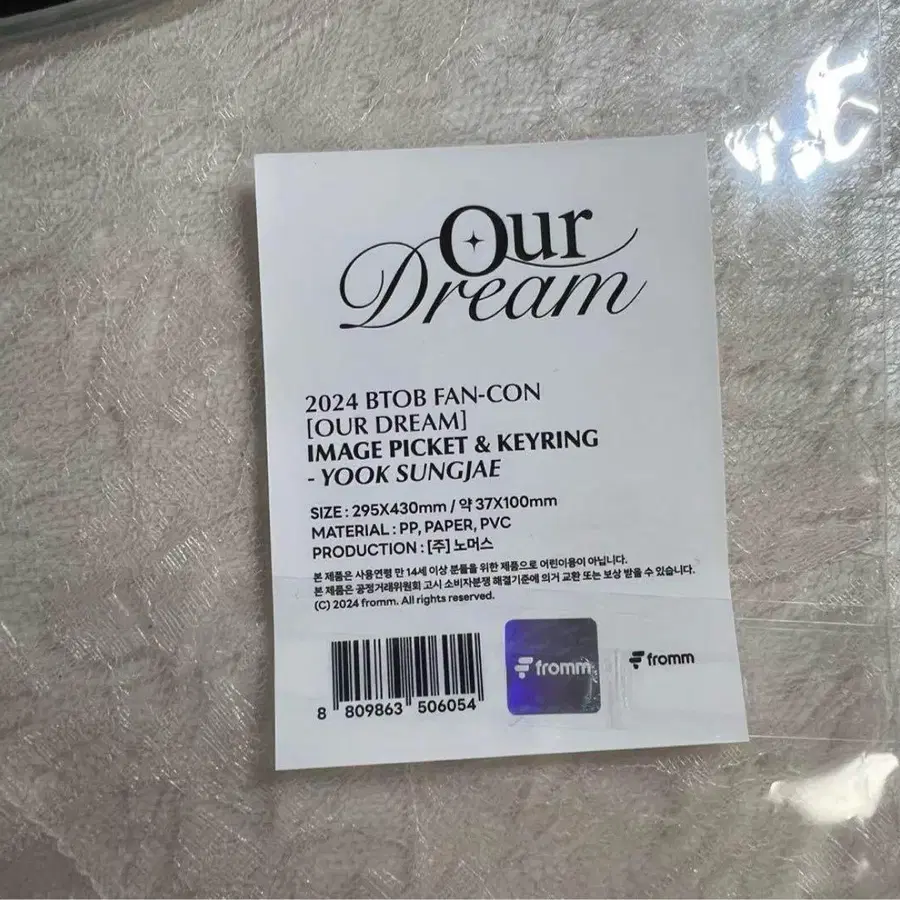 Our
Dream
2024 BTOB FAN-CON
[OUR DREAM]
IMAGE PICKET & KEYRING
- YOOK SUNGJAE
SIZE : 295X430mm / 약 37X100mm
MATERIAL : PP, PAPER, PVC
PRODUCTION : [주] 노머스
본 제품은 사용연령 만 14세 이상 분들을 위한 제품으로 어린이용이 아닙니다.
본 제품은 공정거래위원회 고시 소비자분쟁 해결기준에 의거 교환 또는 보상 받을 수 있습니다.
(C) 2024 fromm. All rights reserved.
fromm
fromm
8 809863 506054